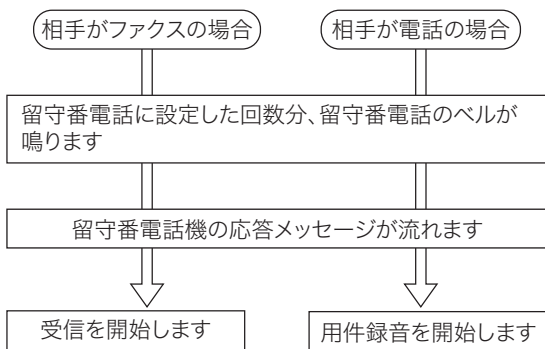 相手がファクスの場合
相手が電話の場合
留守番電話に設定した回数分、留守番電話のベルが
鳴ります
留守番電話機の応答メッセージが流れます
受信を開始します
用件録音を開始します